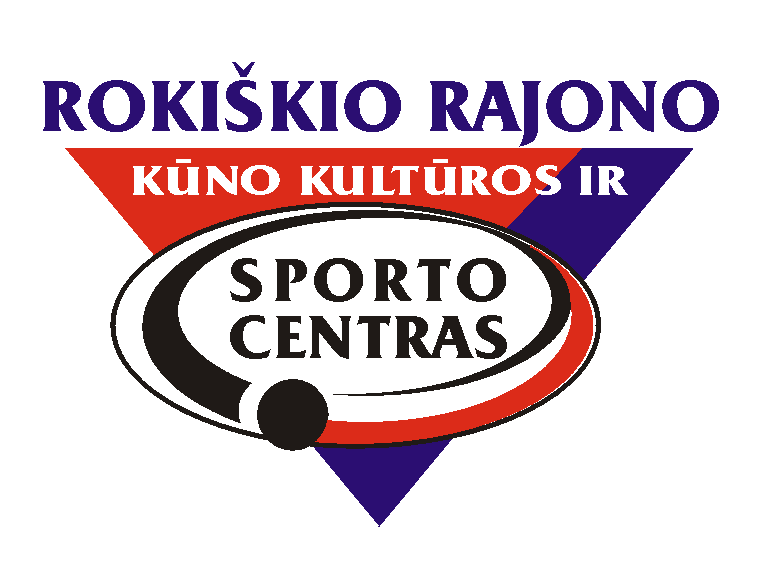 ROKIŠKIO RAJONO
KŪNO KULTŪROS IR
SPORTO
CENTRAS